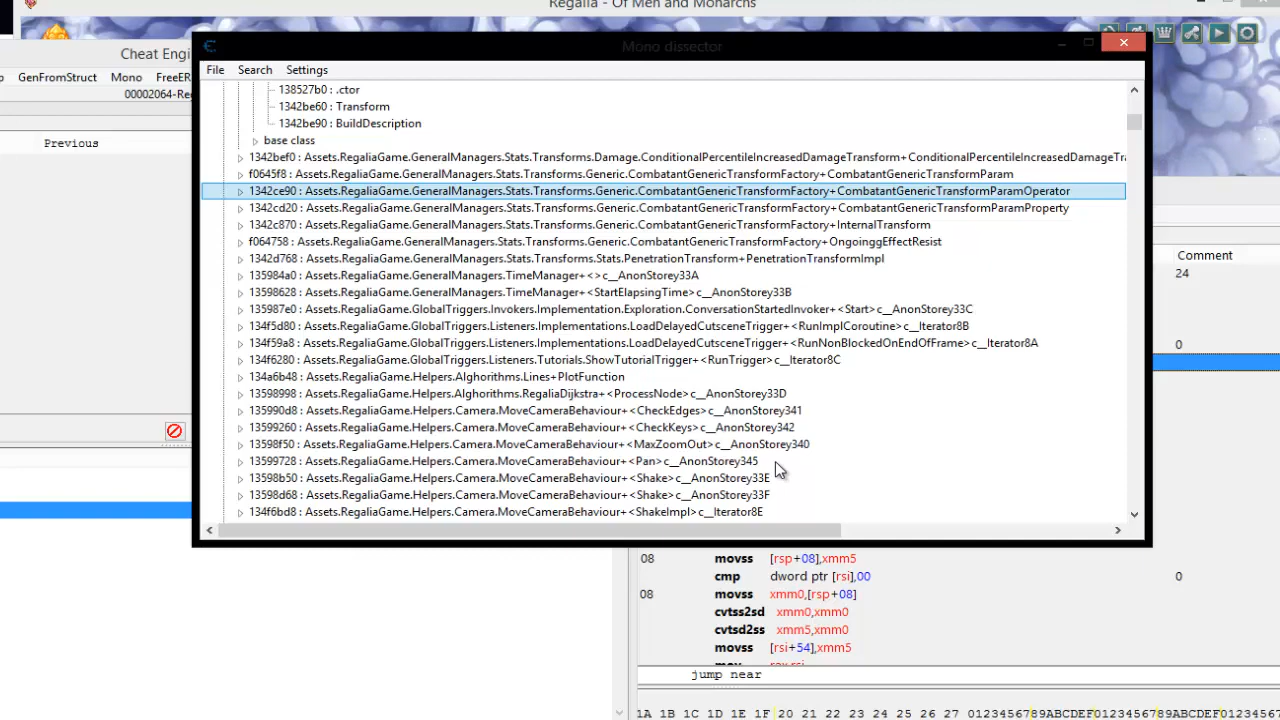 Regalia - Of Men and Monarchs
Mono dissector
Cheat Eng
GenFromStruct Mono FreeER
00002064-Re
Previous
File Search Settings
138527b0 : .ctor
1342be60 : Transform
1342be90 : BuildDescription
base class
1342bef0 : Assets.RegaliaGame.GeneralManagers.Stats.Transforms.Damage.ConditionalPercentileIncreasedDamageTransform+ConditionalPercentileIncreasedDamageTra
f0645f8 : Assets.RegaliaGame.GeneralManagers.Stats.Transforms.Generic.CombatantGenericTransformFactory+CombatantGenericTransformParam
1342ce90 : Assets.RegaliaGame.GeneralManagers.Stats.Transforms.Generic.CombatantGenericTransformFactory+CombatantGenericTransformParamOperator
1342cd20 : Assets.RegaliaGame.GeneralManagers.Stats.Transforms.Generic.CombatantGenericTransformFactory+CombatantGenericTransformParamProperty
1342c870 : Assets.RegaliaGame.GeneralManagers.Stats.Transforms.Generic.CombatantGenericTransformFactory+InternalTransform
f064758 : Assets.RegaliaGame.GeneralManagers.Stats.Transforms.Generic.CombatantGenericTransformFactory+OngoinggEffectResist
1342d768 : Assets.RegaliaGame.GeneralManagers.Stats.Transforms.Stats.PenetrationTransform+PenetrationTransformImpl
135984a0 : Assets.RegaliaGame.GeneralManagers.TimeManager+<>c__AnonStorey33A
13598628 : Assets.RegaliaGame.GeneralManagers.TimeManager+<StartElapsingTime>c__AnonStorey33B
135987e0 : Assets.RegaliaGame.GlobalTriggers.Invokers.Implementation.Exploration.ConversationStartedInvoker+<Start>c__AnonStorey33C
134f5d80 : Assets.RegaliaGame.GlobalTriggers.Listeners.Implementations.LoadDelayedCutsceneTrigger+<RunImplCoroutine>c__Iterator8B
134f59a8 : Assets.RegaliaGame.GlobalTriggers.Listeners.Implementations.LoadDelayedCutsceneTrigger+<RunNonBlockedOnEndOfFrame>c__Iterator8A
134f6280 : Assets.RegaliaGame.GlobalTriggers.Listeners.Tutorials.ShowTutorialTrigger+<RunTrigger>c__Iterator8C
134a6b48 : Assets.RegaliaGame.Helpers.Alghorithms.Lines+PlotFunction
13598998 : Assets.RegaliaGame.Helpers.Alghorithms.RegaliaDijkstra+<ProcessNode>c__AnonStorey33D
135990d8 : Assets.RegaliaGame.Helpers.Camera.MoveCameraBehaviour+<CheckEdges>c__AnonStorey341
13599260 : Assets.RegaliaGame.Helpers.Camera.MoveCameraBehaviour+<CheckKeys>c__AnonStorey342
13598f50 : Assets.RegaliaGame.Helpers.Camera.MoveCameraBehaviour+<MaxZoomOut>c__AnonStorey340
13599728 : Assets.RegaliaGame.Helpers.Camera.MoveCameraBehaviour+<Pan>c__AnonStorey345
13598b50 : Assets.RegaliaGame.Helpers.Camera.MoveCameraBehaviour+<Shake>c__AnonStorey33E
13598d68 : Assets.RegaliaGame.Helpers.Camera.MoveCameraBehaviour+<Shake>c__AnonStorey33F
134f6bd8 : Assets.RegaliaGame.Helpers.Camera.MoveCameraBehaviour+<ShakeImpl>c__Iterator8E
Comment
24
0
08 movss [rsp+08],xmm5
cmp dword ptr [rsi],00 0
08 movss xmm0,[rsp+08]
cvtss2sd xmm0,xmm0
cvtsd2ss xmm5,xmm0
movss [rsi+54],xmm5
mov rax,rsi
jump near
1A 1B 1C 1D 1E 1F 20 21 22 23 24 25 26 27 0123456789ABCDEF0123456789ABCDEF01234567